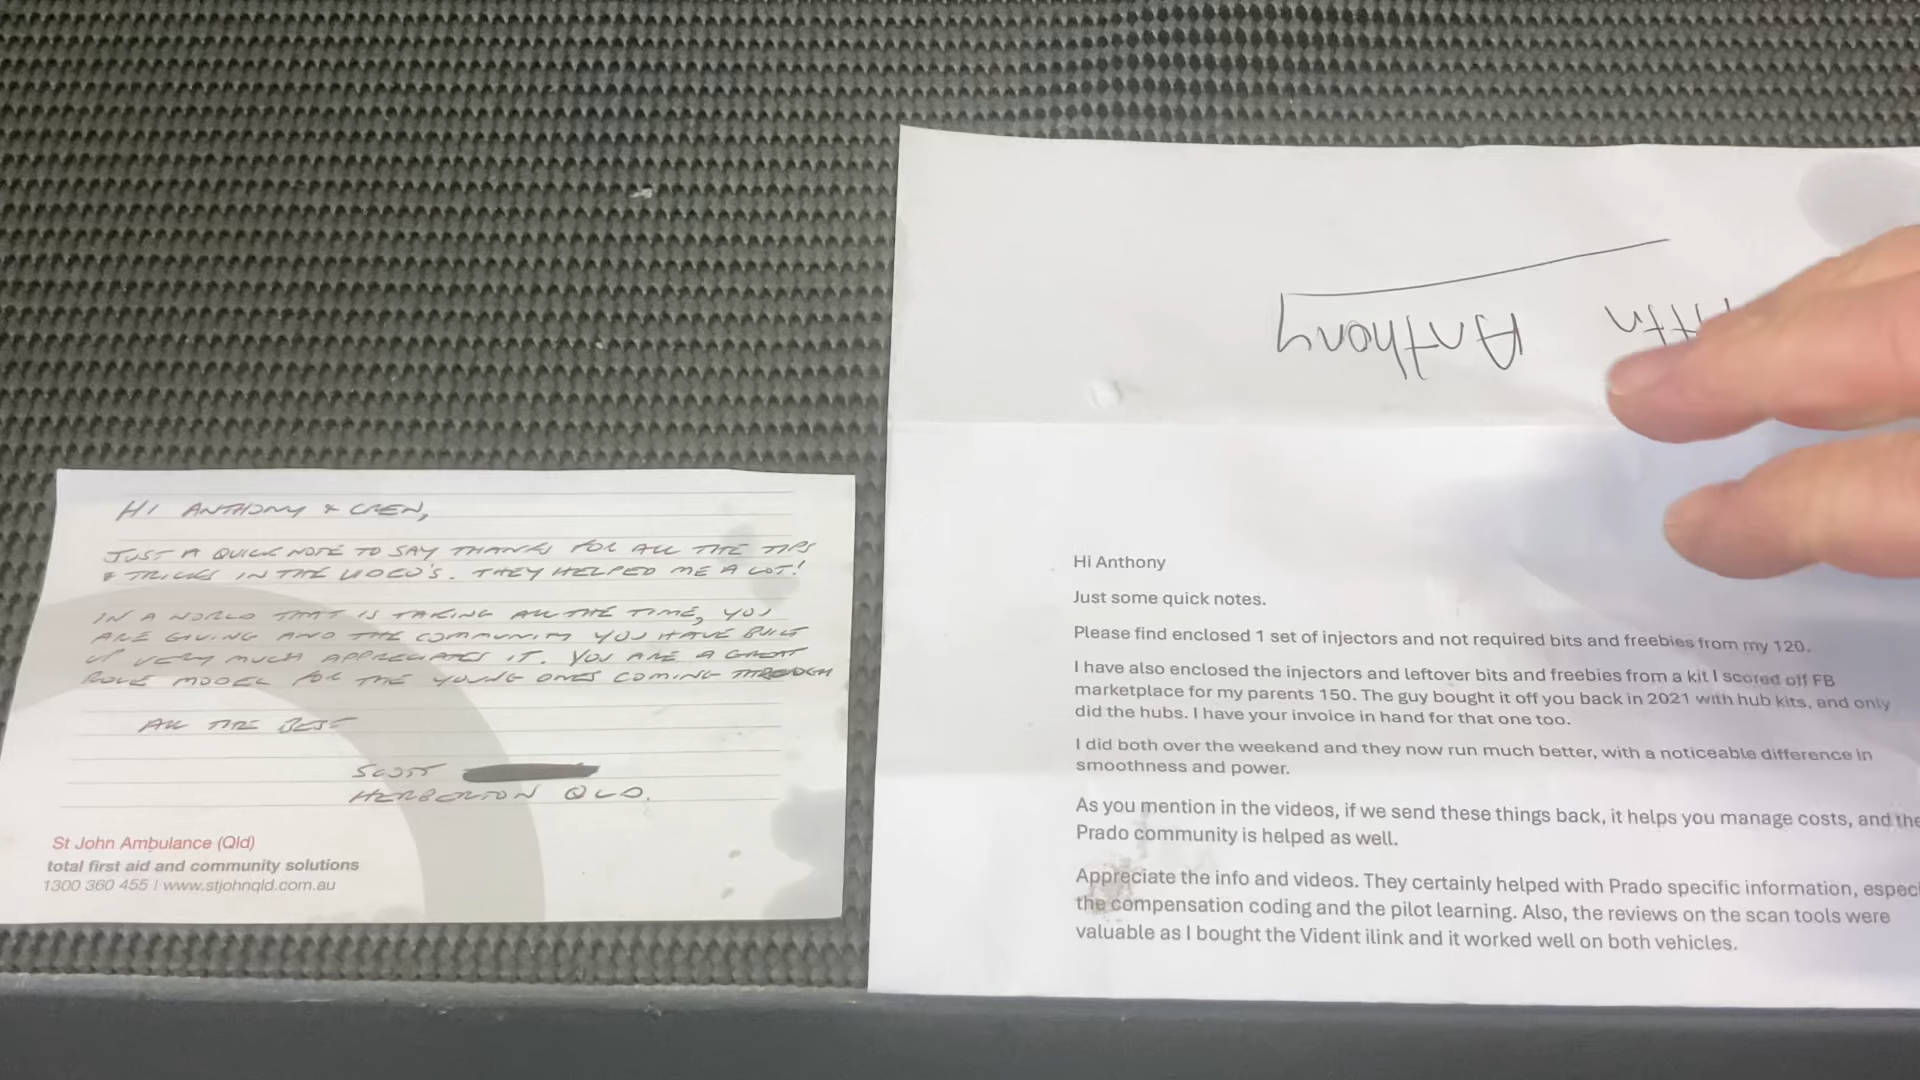 HI ANTHONY & CREW,
JUST A QUICK NOTE TO SAY THANKS FOR ALL THE TIPS
& TRICKS IN THE VIDEO'S. THEY HELPED ME A LOT!
IN A WORLD THAT IS TAKING ALL THE TIME, YOU
ARE GIVING AND THE COMMUNITY YOU HAVE BUILT
UP VERY MUCH APPRECIATES IT. YOU ARE A GREAT
ROLE MODEL FOR THE YOUNG ONES COMING THROUGH
ALL THE BEST
SCOTT
HERBERTON QLD.
St John Ambulance (Qld)
total first aid and community solutions
1300 360 455 | www.stjohnqld.com.au
Attn Anthony
Hi Anthony
Just some quick notes.
Please find enclosed 1 set of injectors and not required bits and freebies from my 120.
I have also enclosed the injectors and leftover bits and freebies from a kit I scored off FB
marketplace for my parents 150. The guy bought it off you back in 2021 with hub kits, and only
did the hubs. I have your invoice in hand for that one too.
I did both over the weekend and they now run much better, with a noticeable difference in
smoothness and power.
As you mention in the videos, if we send these things back, it helps you manage costs, and the
Prado community is helped as well.
Appreciate the info and videos. They certainly helped with Prado specific information, especi
the compensation coding and the pilot learning. Also, the reviews on the scan tools were
valuable as I bought the Vident ilink and it worked well on both vehicles.